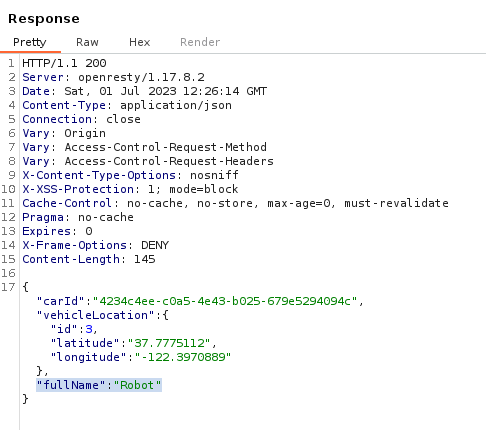 Response
Pretty Raw Hex Render
1 HTTP/1.1 200
2 Server: openresty/1.17.8.2
3 Date: Sat, 01 Jul 2023 12:26:14 GMT
4 Content-Type: application/json
5 Connection: close
6 Vary: Origin
7 Vary: Access-Control-Request-Method
8 Vary: Access-Control-Request-Headers
9 X-Content-Type-Options: nosniff
10 X-XSS-Protection: 1; mode=block
11 Cache-Control: no-cache, no-store, max-age=0, must-revalidate
12 Pragma: no-cache
13 Expires: 0
14 X-Frame-Options: DENY
15 Content-Length: 145
16
17 {
"carId":"4234c4ee-c0a5-4e43-b025-679e5294094c",
"vehicleLocation":{
"id":3,
"latitude":"37.7775112",
"longitude":"-122.3970889"
},
"fullName":"Robot"
}